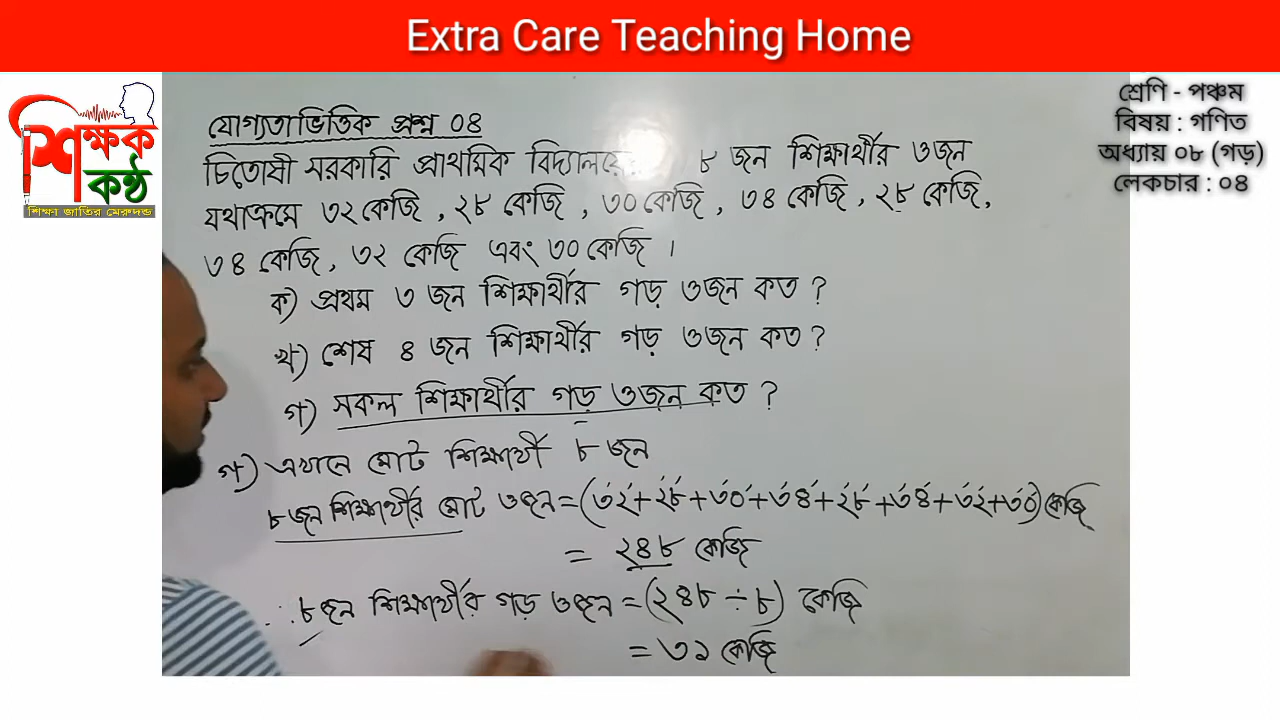 Extra Care Teaching Home
শিক্ষক
কণ্ঠ
শিক্ষা জাতির মেরুদন্ড
শ্রেণি - পঞ্চম
বিষয় : গণিত
অধ্যায় ০৮ (গড়)
লেকচার : ০৪
যোগ্যতাভিত্তিক প্রশ্ন ০৪
চিতোষী সরকারি প্রাথমিক বিদ্যালয়ে ৮ জন শিক্ষার্থীর ওজন
যথাক্রমে ৩২ কেজি, ২৮ কেজি, ৩০ কেজি, ৩৪ কেজি, ২৮ কেজি,
৩৪ কেজি, ৩২ কেজি এবং ৩০ কেজি ।
ক) প্রথম ৩ জন শিক্ষার্থীর গড় ওজন কত ?
খ) শেষ ৪ জন শিক্ষার্থীর গড় ওজন কত ?
গ) সকল শিক্ষার্থীর গড় ওজন কত ?
গ) এখানে মোট শিক্ষার্থী ৮ জন
৮ জন শিক্ষার্থীর মোট ওজন = (৩২ + ২৮ + ৩০ + ৩৪ + ২৮ + ৩৪ + ৩২ + ৩০) কেজি
= ২৪৮ কেজি
∴ ৮ জন শিক্ষার্থীর গড় ওজন = (২৪৮ ÷ ৮) কেজি
= ৩১ কেজি